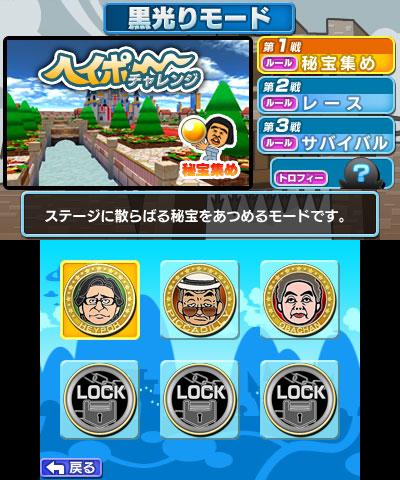 黒光りモード
ヘイポー
チャレンジ
秘宝集め
第1戦
ルール 秘宝集め
第2戦
ルール レース
第3戦
ルール サバイバル
トロフィー ?
ステージに散らばる秘宝をあつめるモードです。
HEYPOH
PICCADILLY
OBACHAN
LOCK
LOCK
LOCK
戻る